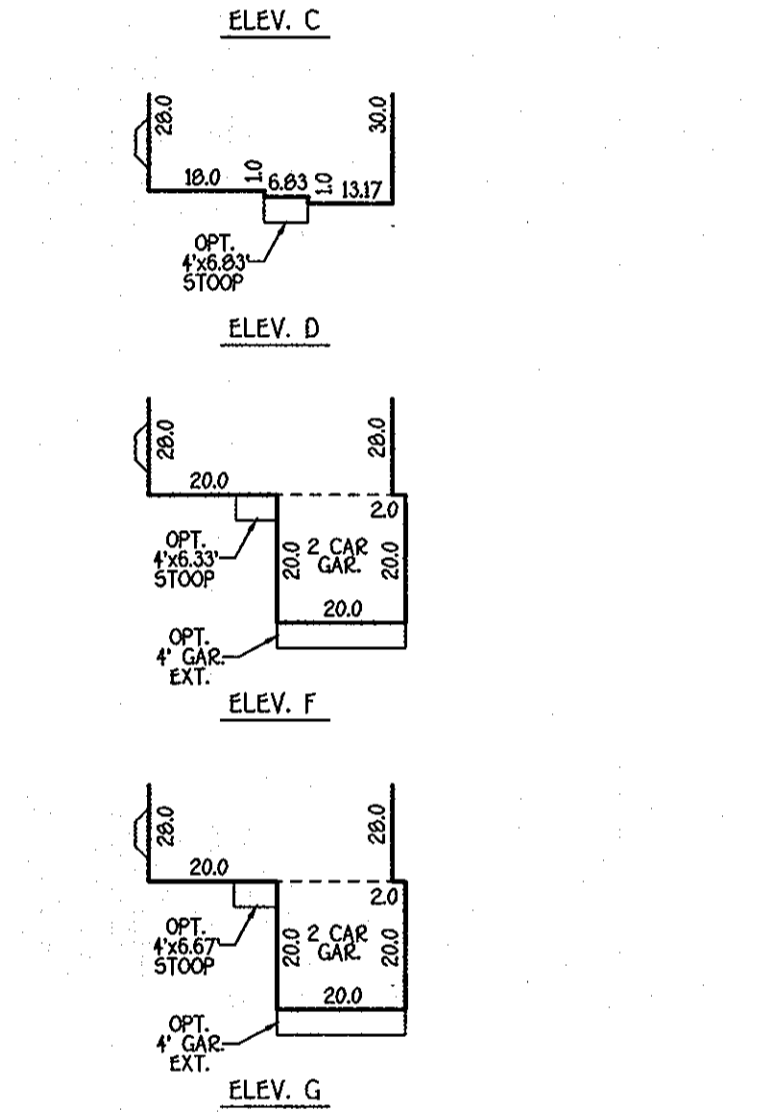 ELEV. C
28.0
30.0
18.0
1.0
6.83
1.0
13.17
OPT.
4'x6.83'
STOOP
ELEV. D
28.0
28.0
20.0
2.0
OPT.
4'x6.33'
STOOP
20.0
2 CAR
GAR.
20.0
20.0
OPT.
4' GAR.
EXT.
ELEV. F
28.0
28.0
20.0
2.0
OPT.
4'x6.67'
STOOP
20.0
2 CAR
GAR.
20.0
20.0
OPT.
4' GAR.
EXT.
ELEV. G